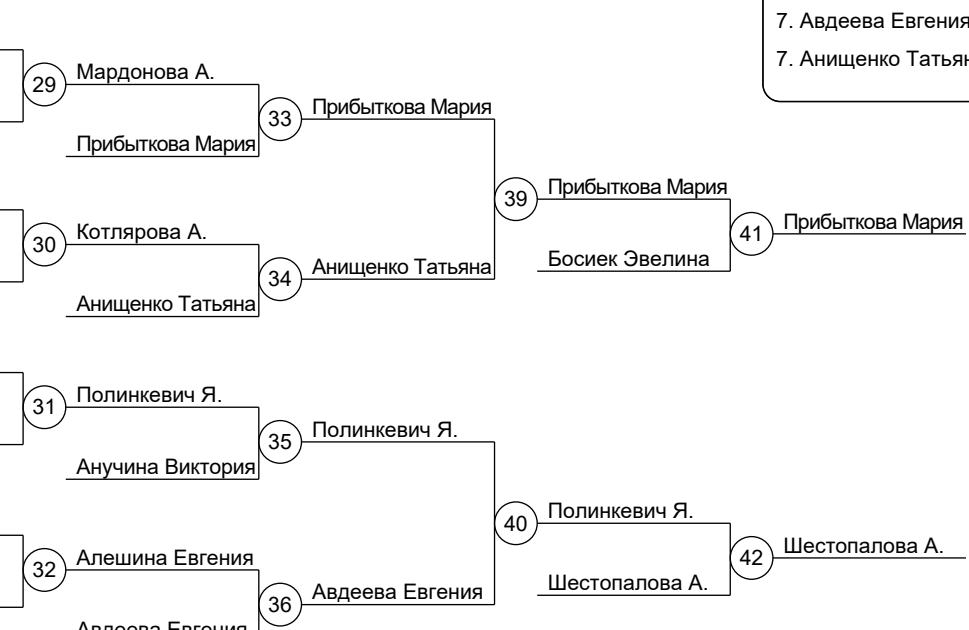 7. Авдеева Евгения
7. Анищенко
29
Мардонова А.
33
Прибыткова Мария
Прибыткова Мария
39
Прибыткова Мария
30
Котлярова А.
41
Прибыткова Мария
Босиек Эвелина
34
Анищенко Татьяна
Анищенко Татьяна
31
Полинкевич Я.
35
Полинкевич Я.
Анучина Виктория
40
Полинкевич Я.
32
Алешина Евгения
42
Шестопалова А.
Шестопалова А.
36
Авдеева Евгения
Авдеева Евгения